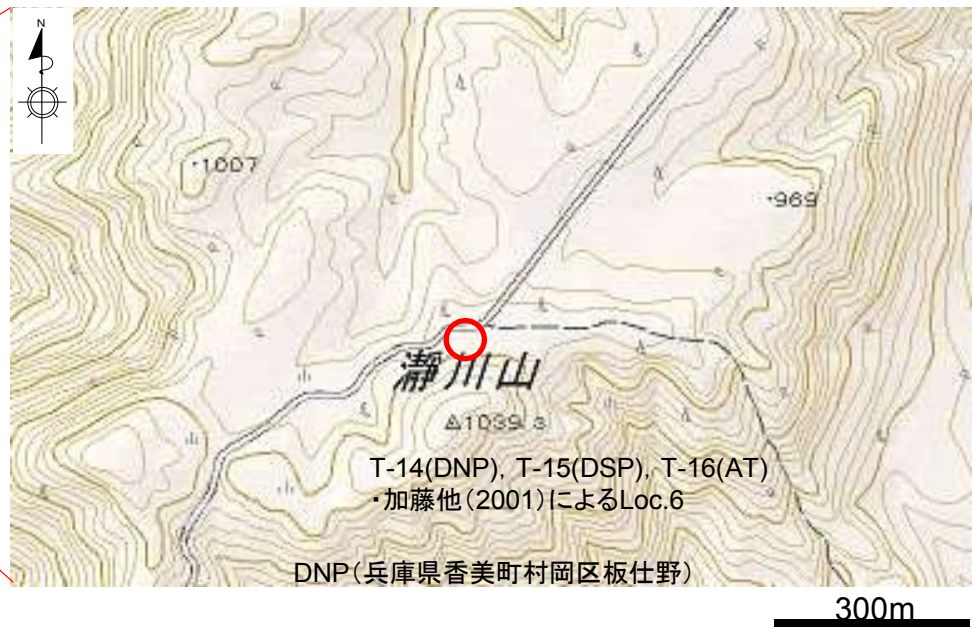 N
・1007
・969
瀞川山
△1039.3
T-14(DNP), T-15(DSP), T-16(AT)
・加藤他(2001)によるLoc.6
DNP(兵庫県香美町村岡区板仕野)
300m